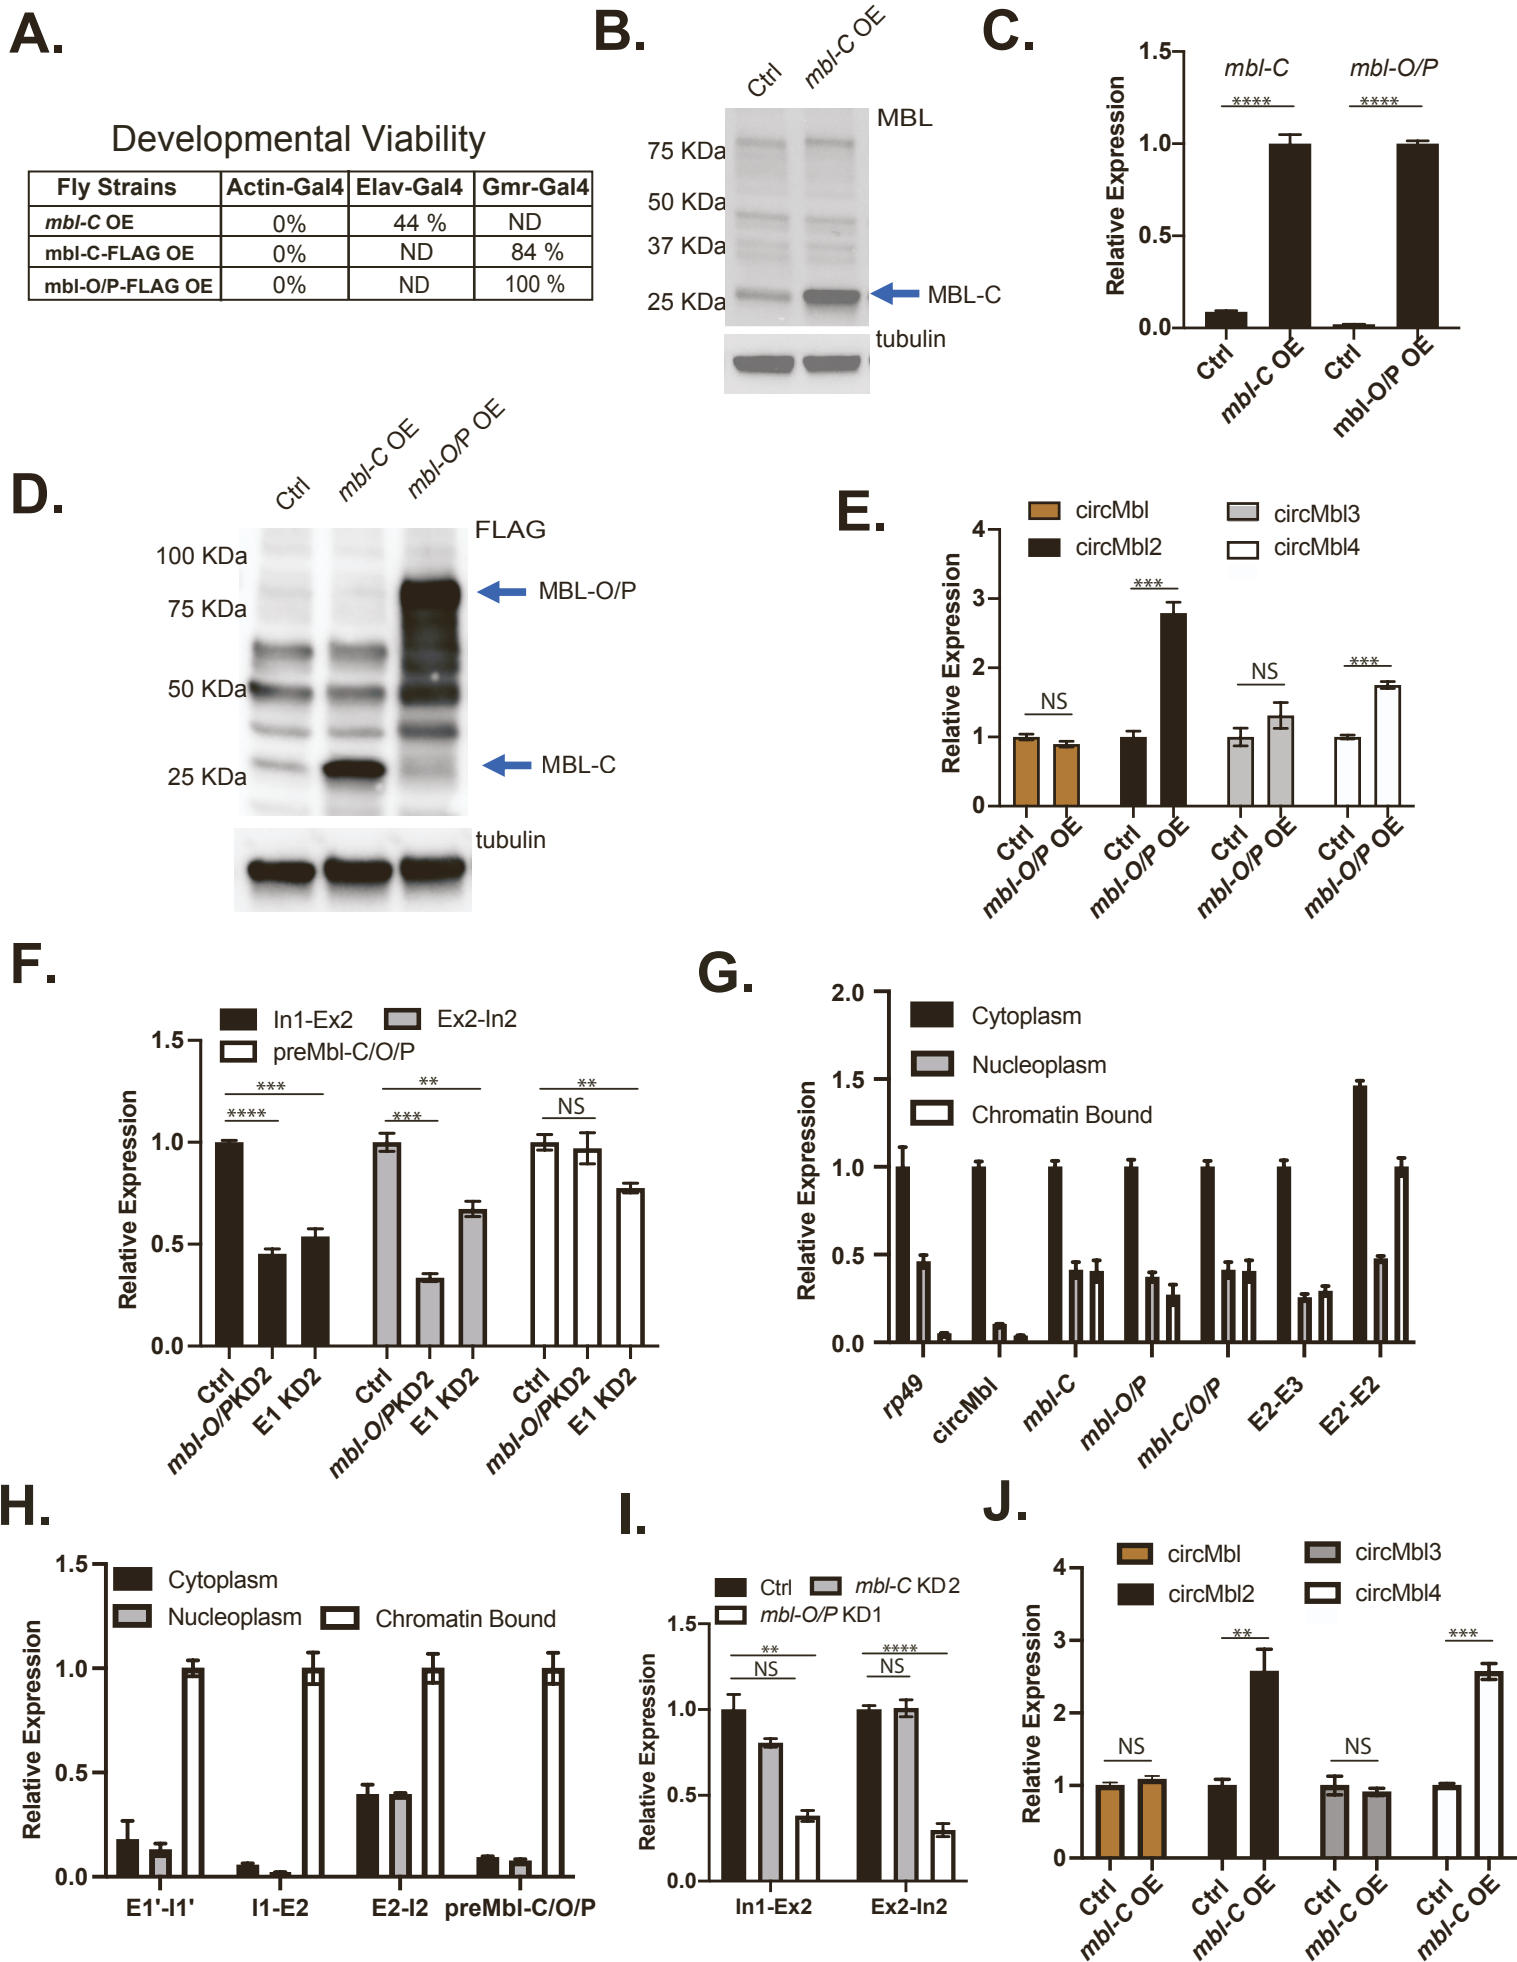 A.
Developmental Viability
Fly Strains Actin-Gal4 Elav-Gal4 Gmr-Gal4
mbl-C OE 0% 44 % ND
mbl-C-FLAG OE 0% ND 84 %
mbl-O/P-FLAG OE 0% ND 100 %
B.
Ctrl mbl-C OE
MBL
75 KDa
50 KDa
37 KDa
25 KDa
MBL-C
tubulin
C.
Relative Expression
1.5
1.0
0.5
0.0
mbl-C mbl-O/P
**** ****
Ctrl mbl-C OE Ctrl mbl-O/P OE
D.
Ctrl mbl-C OE mbl-O/P OE
FLAG
100 KDa
MBL-O/P
75 KDa
50 KDa
25 KDa
MBL-C
tubulin
E.
circMbl circMbl3
circMbl2 circMbl4
Relative Expression
4
3
2
1
0
NS *** NS ***
Ctrl mbl-O/P OE Ctrl mbl-O/P OE Ctrl mbl-O/P OE Ctrl mbl-O/P OE
F.
In1-Ex2 Ex2-In2
preMbl-C/O/P
Relative Expression
1.5
1.0
0.5
0.0
*** ** **
**** *** NS
Ctrl mbl-O/PKD2 E1 KD2 Ctrl mbl-O/PKD2 E1 KD2 Ctrl mbl-O/PKD2 E1 KD2
G.
Cytoplasm
Nucleoplasm
Chromatin Bound
Relative Expression
2.0
1.5
1.0
0.5
0.0
rp49 circMbl mbl-C mbl-O/P mbl-C/O/P E2-E3 E2'-E2
H.
Cytoplasm
Nucleoplasm Chromatin Bound
Relative Expression
1.5
1.0
0.5
0.0
E1'-I1' I1-E2 E2-I2 preMbl-C/O/P
I.
Ctrl mbl-C KD2
mbl-O/P KD1
Relative Expression
1.5
1.0
0.5
0.0
** ****
NS NS
In1-Ex2 Ex2-In2
J.
circMbl circMbl3
circMbl2 circMbl4
Relative Expression
4
3
2
1
0
NS ** NS ***
Ctrl mbl-C OE Ctrl mbl-C OE Ctrl mbl-C OE Ctrl mbl-C OE